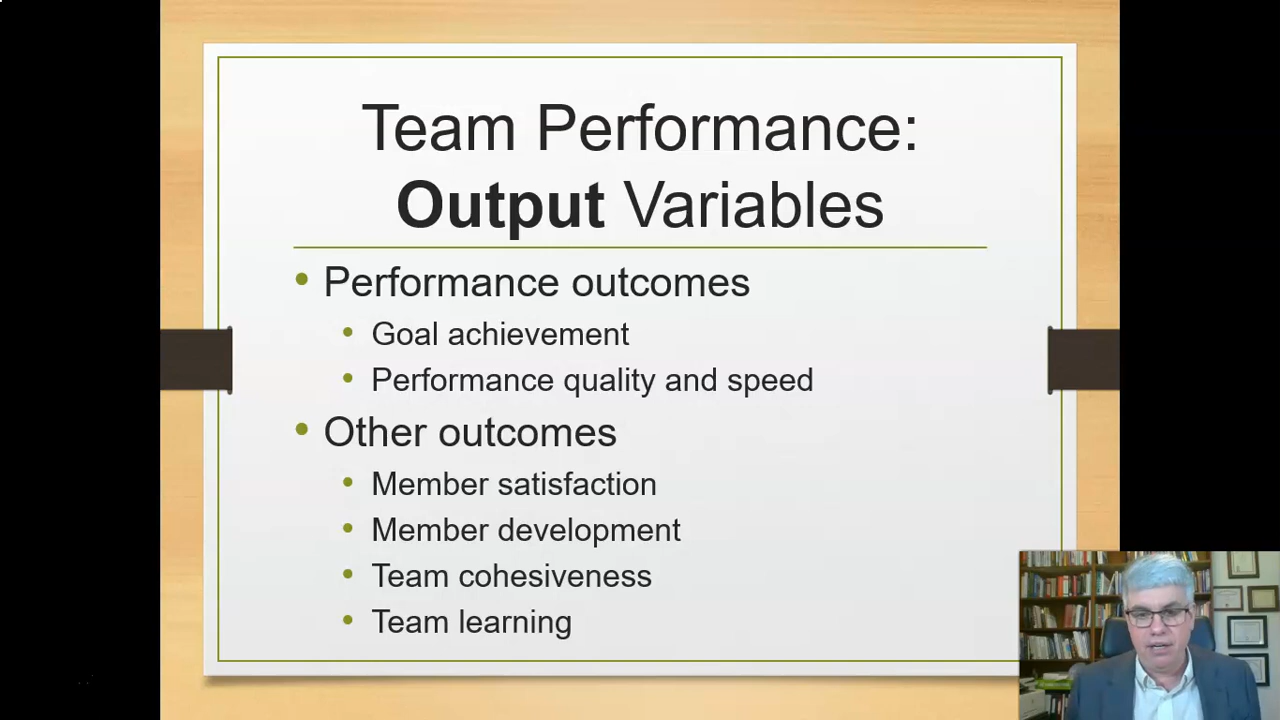 Team Performance:
Output Variables
• Performance outcomes
• Goal achievement
• Performance quality and speed
• Other outcomes
• Member satisfaction
• Member development
• Team cohesiveness
• Team learning